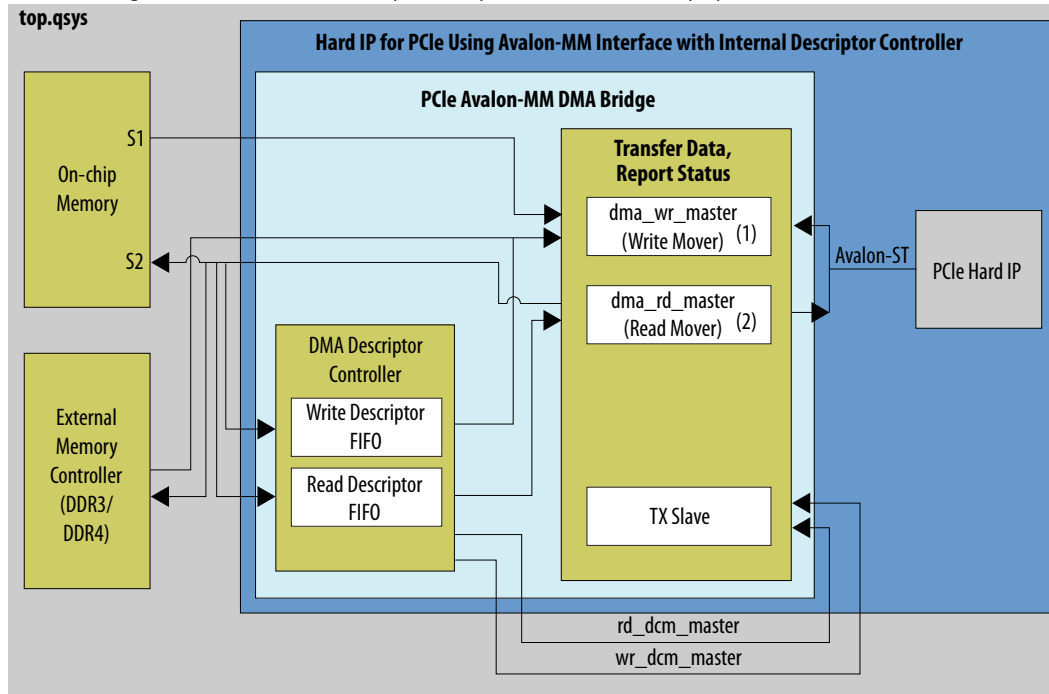 top.qsys
Hard IP for PCIe Using Avalon-MM Interface with Internal Descriptor Controller
PCIe Avalon-MM DMA Bridge
On-chip
Memory
S1
S2
Transfer Data,
Report Status
dma_wr_master
(Write Mover) (1)
dma_rd_master
(Read Mover) (2)
TX Slave
Avalon-ST
PCIe Hard IP
DMA Descriptor
Controller
Write Descriptor
FIFO
Read Descriptor
FIFO
External
Memory
Controller
(DDR3/
DDR4)
rd_dcm_master
wr_dcm_master